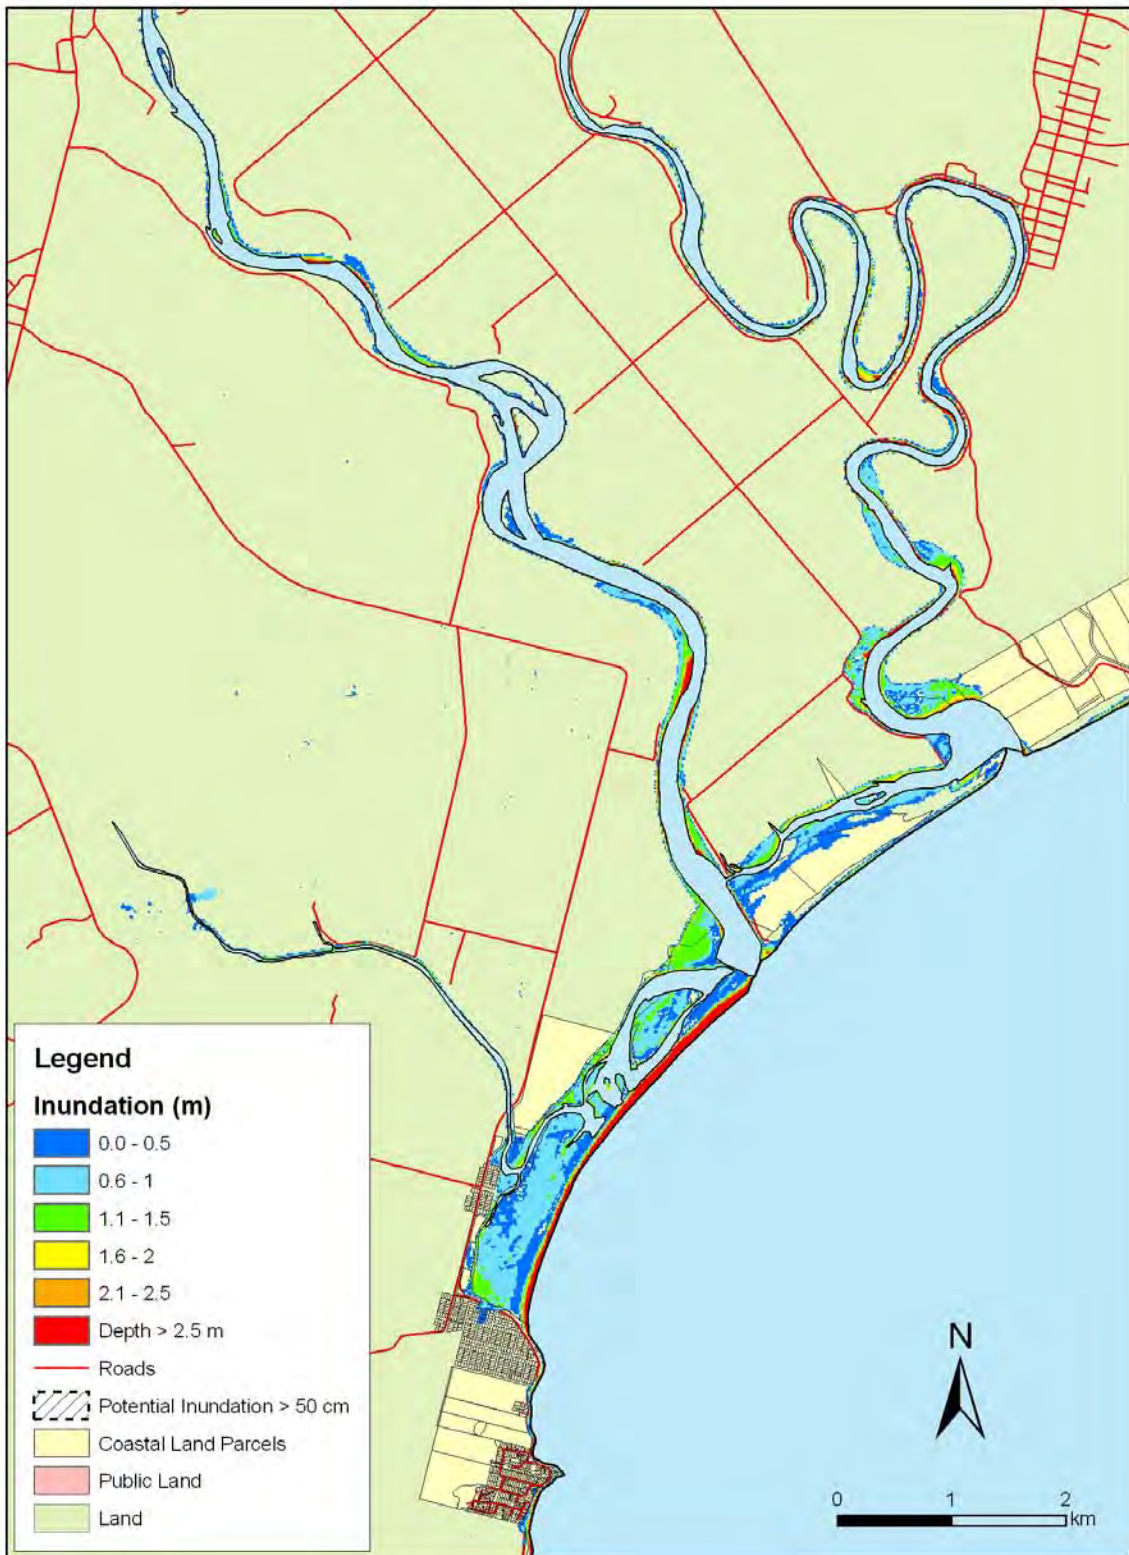 Legend
Inundation (m)
0.0 - 0.5
0.6 - 1
1.1 - 1.5
1.6 - 2
2.1 - 2.5
Depth > 2.5 m
Roads
Potential Inundation > 50 cm
Coastal Land Parcels
Public Land
Land
N
0 1 2
km